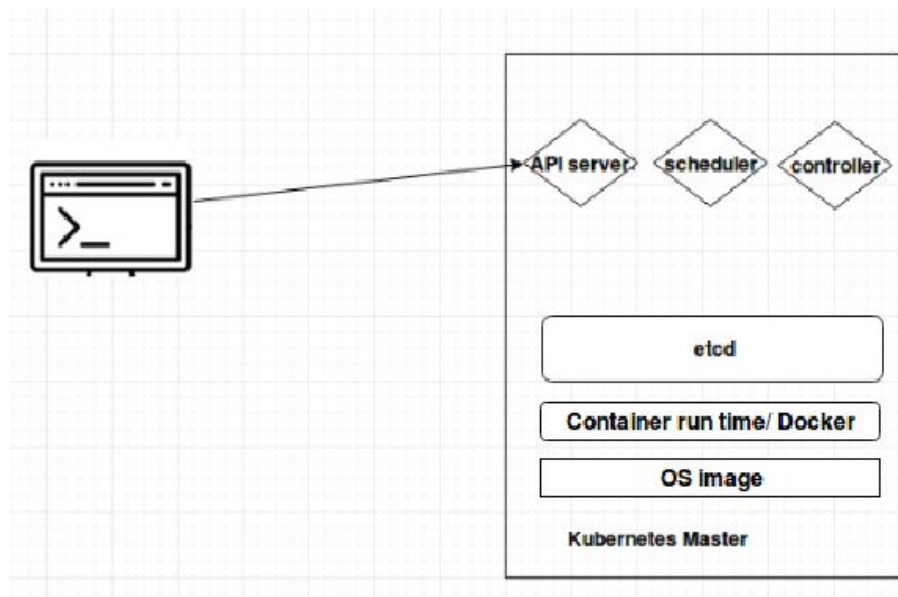 API server
scheduler
controller
etcd
Container run time/ Docker
OS image
Kubernetes Master